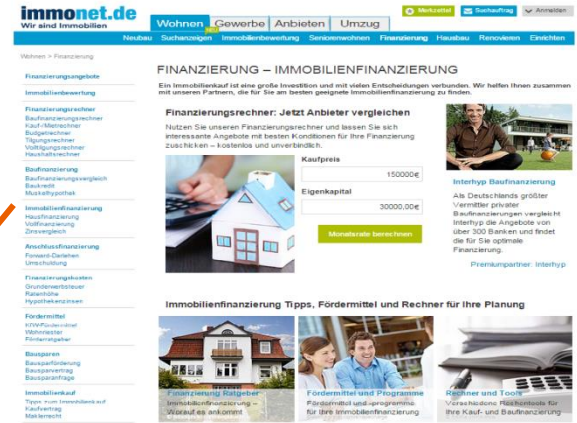 immonet.de
Wir sind Immobilien
Merkzettel
Suchauftrag
Anmelden
Wohnen
Gewerbe
Anbieten
Umzug
NEU
Neubau Suchanzeigen Immobilienbewertung Seniorenwohnen Finanzierung Hausbau Renovieren Einrichten
Wohnen > Finanzierung
Finanzierungsangebote
Immobilienbewertung
Finanzierungsrechner
Baufinanzierungsrechner
Kauf-/Mietrechner
Budgetrechner
Tilgungsrechner
Volltilgungsrechner
Haushaltsrechner
Baufinanzierung
Baufinanzierungsvergleich
Baukredit
Muskelhypothek
Immobilienfinanzierung
Hausfinanzierung
Vollfinanzierung
Zinsvergleich
Anschlussfinanzierung
Forward-Darlehen
Umschuldung
Finanzierungskosten
Grunderwerbsteuer
Ratenhöhe
Hypothekenzinsen
Fördermittel
KfW-Fördermittel
Wohnriester
Förderratgeber
Bausparen
Bausparförderung
Bausparvertrag
Bausparanfrage
Immobilienkauf
Tipps zum Immobilienkauf
Kaufvertrag
Maklerrecht
FINANZIERUNG – IMMOBILIENFINANZIERUNG
Ein Immobilienkauf ist eine große Investition und mit vielen Entscheidungen verbunden. Wir helfen Ihnen zusammen
mit unseren Partnern, die für Sie am besten geeignete Immobilienfinanzierung zu finden.
Finanzierungsrechner: Jetzt Anbieter vergleichen
Nutzen Sie unseren Finanzierungsrechner und lassen Sie sich
interessante Angebote mit besten Konditionen für Ihre Finanzierung
zuschicken – kostenlos und unverbindlich.
Kaufpreis
150000€
Eigenkapital
30000,00€
Monatsrate berechnen
Interhyp Baufinanzierung
Als Deutschlands größter
Vermittler privater
Baufinanzierungen vergleicht
Interhyp die Angebote von
über 300 Banken und findet
die für Sie optimale
Finanzierung.
Premiumpartner: Interhyp
Immobilienfinanzierung Tipps, Fördermittel und Rechner für Ihre Planung
Finanzierung Ratgeber
Immobilienfinanzierung –
Worauf es ankommt
Fördermittel und Programme
Fördermittel und -programme
für Ihre Immobilienfinanzierung
Rechner und Tools
Verschiedene Rechentools für
Ihre Kauf- und Baufinanzierung